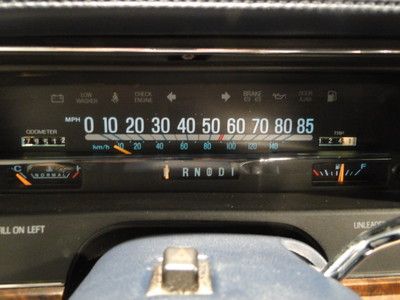 LOW WASHER CHECK ENGINE BRAKE DOOR AJAR
MPH 0 10 20 30 40 50 60 70 80 85
ODOMETER km/h 20 40 60 80 100 120 140 TRIP
C NORMAL RN0D1 F
FILL ON LEFT UNLEADED